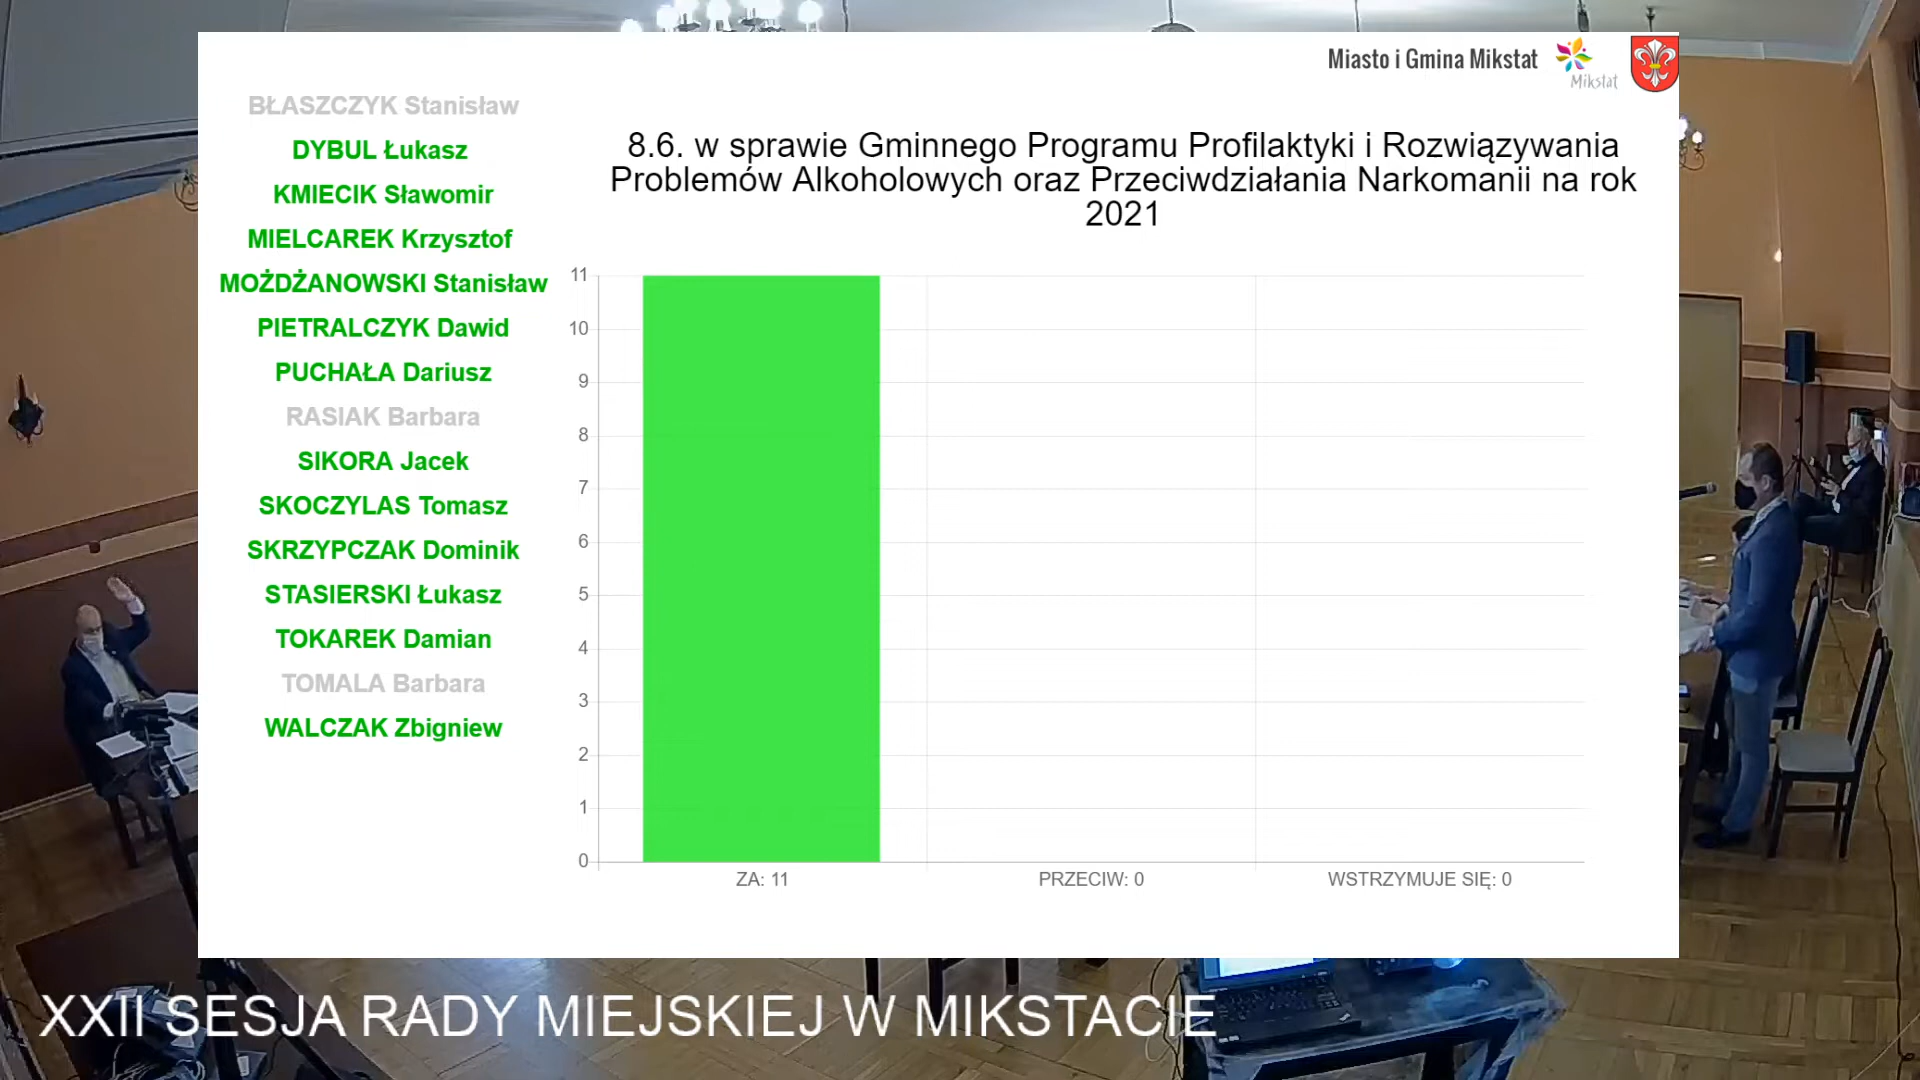 Miasto i Gmina Mikstat
Mikstat
BŁASZCZYK Stanisław
DYBUL Łukasz
KMIECIK Sławomir
MIELCAREK Krzysztof
MOŻDŻANOWSKI Stanisław
PIETRALCZYK Dawid
PUCHAŁA Dariusz
RASIAK Barbara
SIKORA Jacek
SKOCZYLAS Tomasz
SKRZYPCZAK Dominik
STASIERSKI Łukasz
TOKAREK Damian
TOMALA Barbara
WALCZAK Zbigniew
8.6. w sprawie Gminnego Programu Profilaktyki i Rozwiązywania
Problemów Alkoholowych oraz Przeciwdziałania Narkomanii na rok
2021
11
10
9
8
7
6
5
4
3
2
1
0
ZA: 11
PRZECIW: 0
WSTRZYMUJE SIĘ: 0
XXII SESJA RADY MIEJSKIEJ W MIKSTACIE